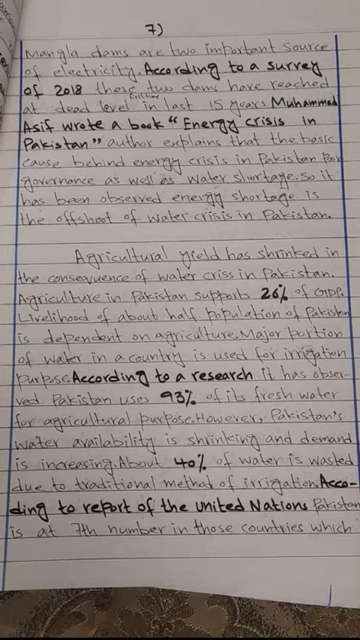 7)
Mangla dams are two important source
of electricity. According to a surrey
of 2018 these two dams have reached
at dead level first time in last 15 years. Muhammad
Asif wrote a book "Energy crisis in
Pakistan" author explains that the basic
cause behind energy crisis in Pakistan
governance as well as water shortage. So it
has been observed energy shortage is
the offshoot of water crisis in Pakistan.
Agricultural yield has shrinked in
the consequence of water criss in Pakistan.
Agriculture in Pakistan supports 26% of GDP.
Livelihood of about half population of Pakistan
is dependent on agriculture. Major portion
of water in a country is used for irrigation
purpose. According to a research it has obser-
ved Pakistan uses 93% of its fresh water
for agricultural purpose. However, Pakistan's
water availability is shrinking and demand
is increasing. About 40% of water is wasted
due to traditional method of irrigation. Acco-
ding to report of the United Nations Pakistan
is at 7th number in those countries which